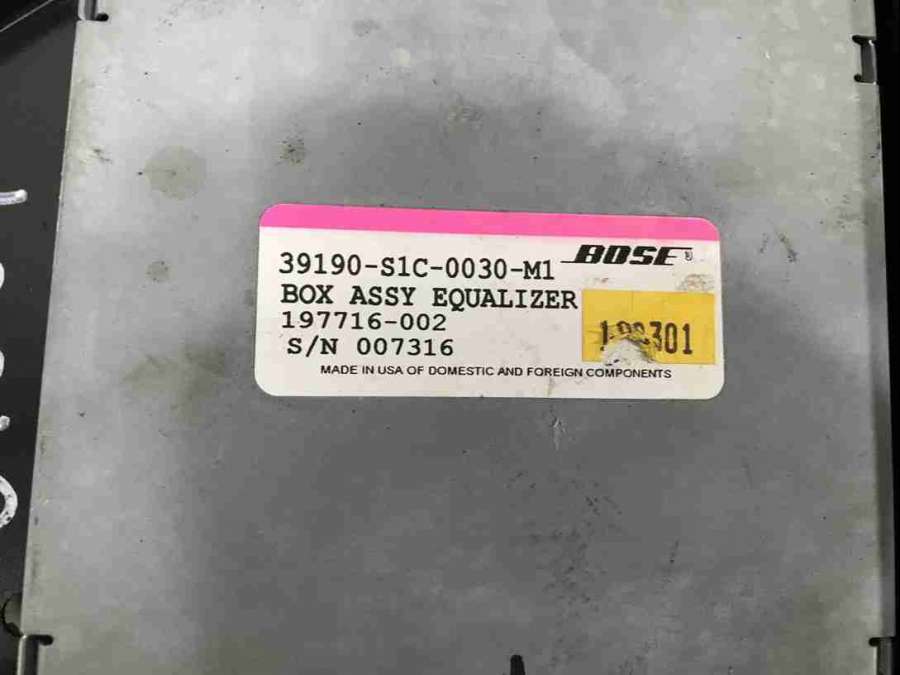 39190-S1C-0030-M1 BOSE®
BOX ASSY EQUALIZER
197716-002
S/N 007316
MADE IN USA OF DOMESTIC AND FOREIGN COMPONENTS